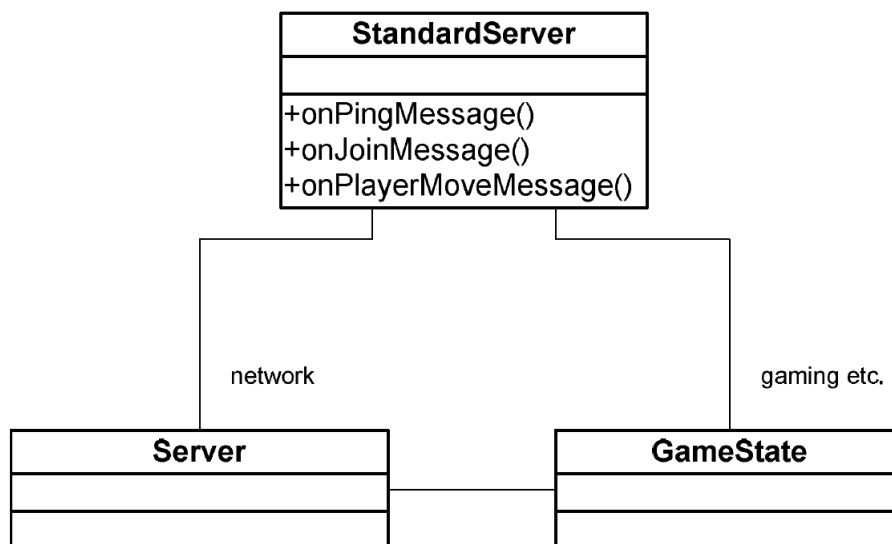 StandardServer
+onPingMessage()
+onJoinMessage()
+onPlayerMoveMessage()
network
gaming etc.
Server
GameState